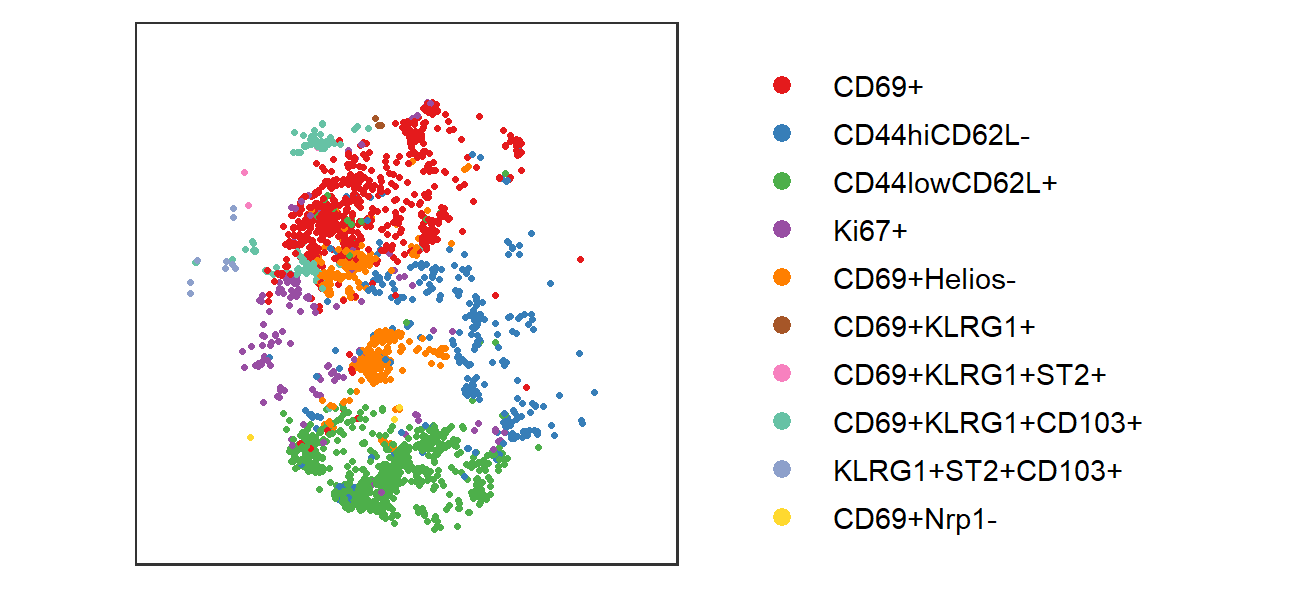 CD69+
CD44hiCD62L-
CD44lowCD62L+
Ki67+
CD69+Helios-
CD69+KLRG1+
CD69+KLRG1+ST2+
CD69+KLRG1+CD103+
KLRG1+ST2+CD103+
CD69+Nrp1-